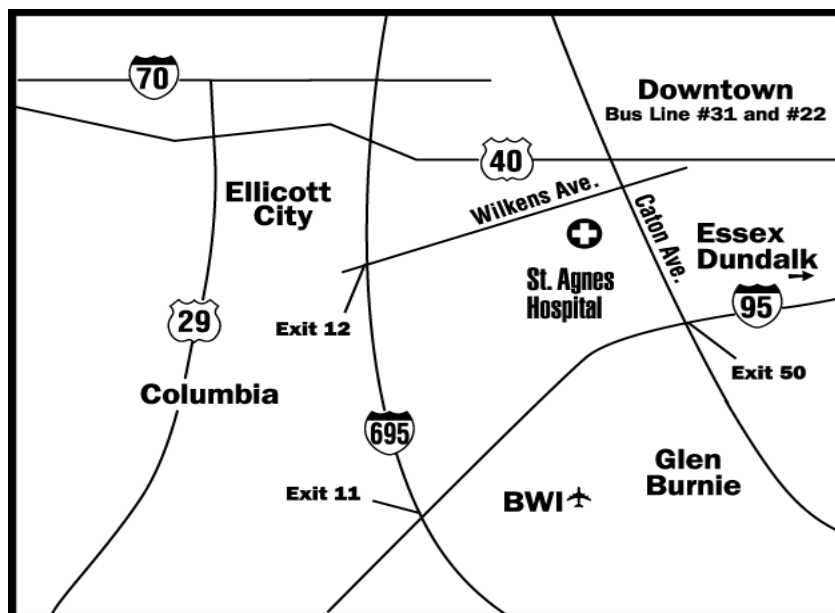 70
Downtown
Bus Line #31 and #22
40
Wilkens Ave.
Ellicott
City
Caton Ave.
Essex
Dundalk
St. Agnes
Hospital
29
Exit 12
95
Exit 50
Columbia
695
Glen
Burnie
Exit 11
BWI